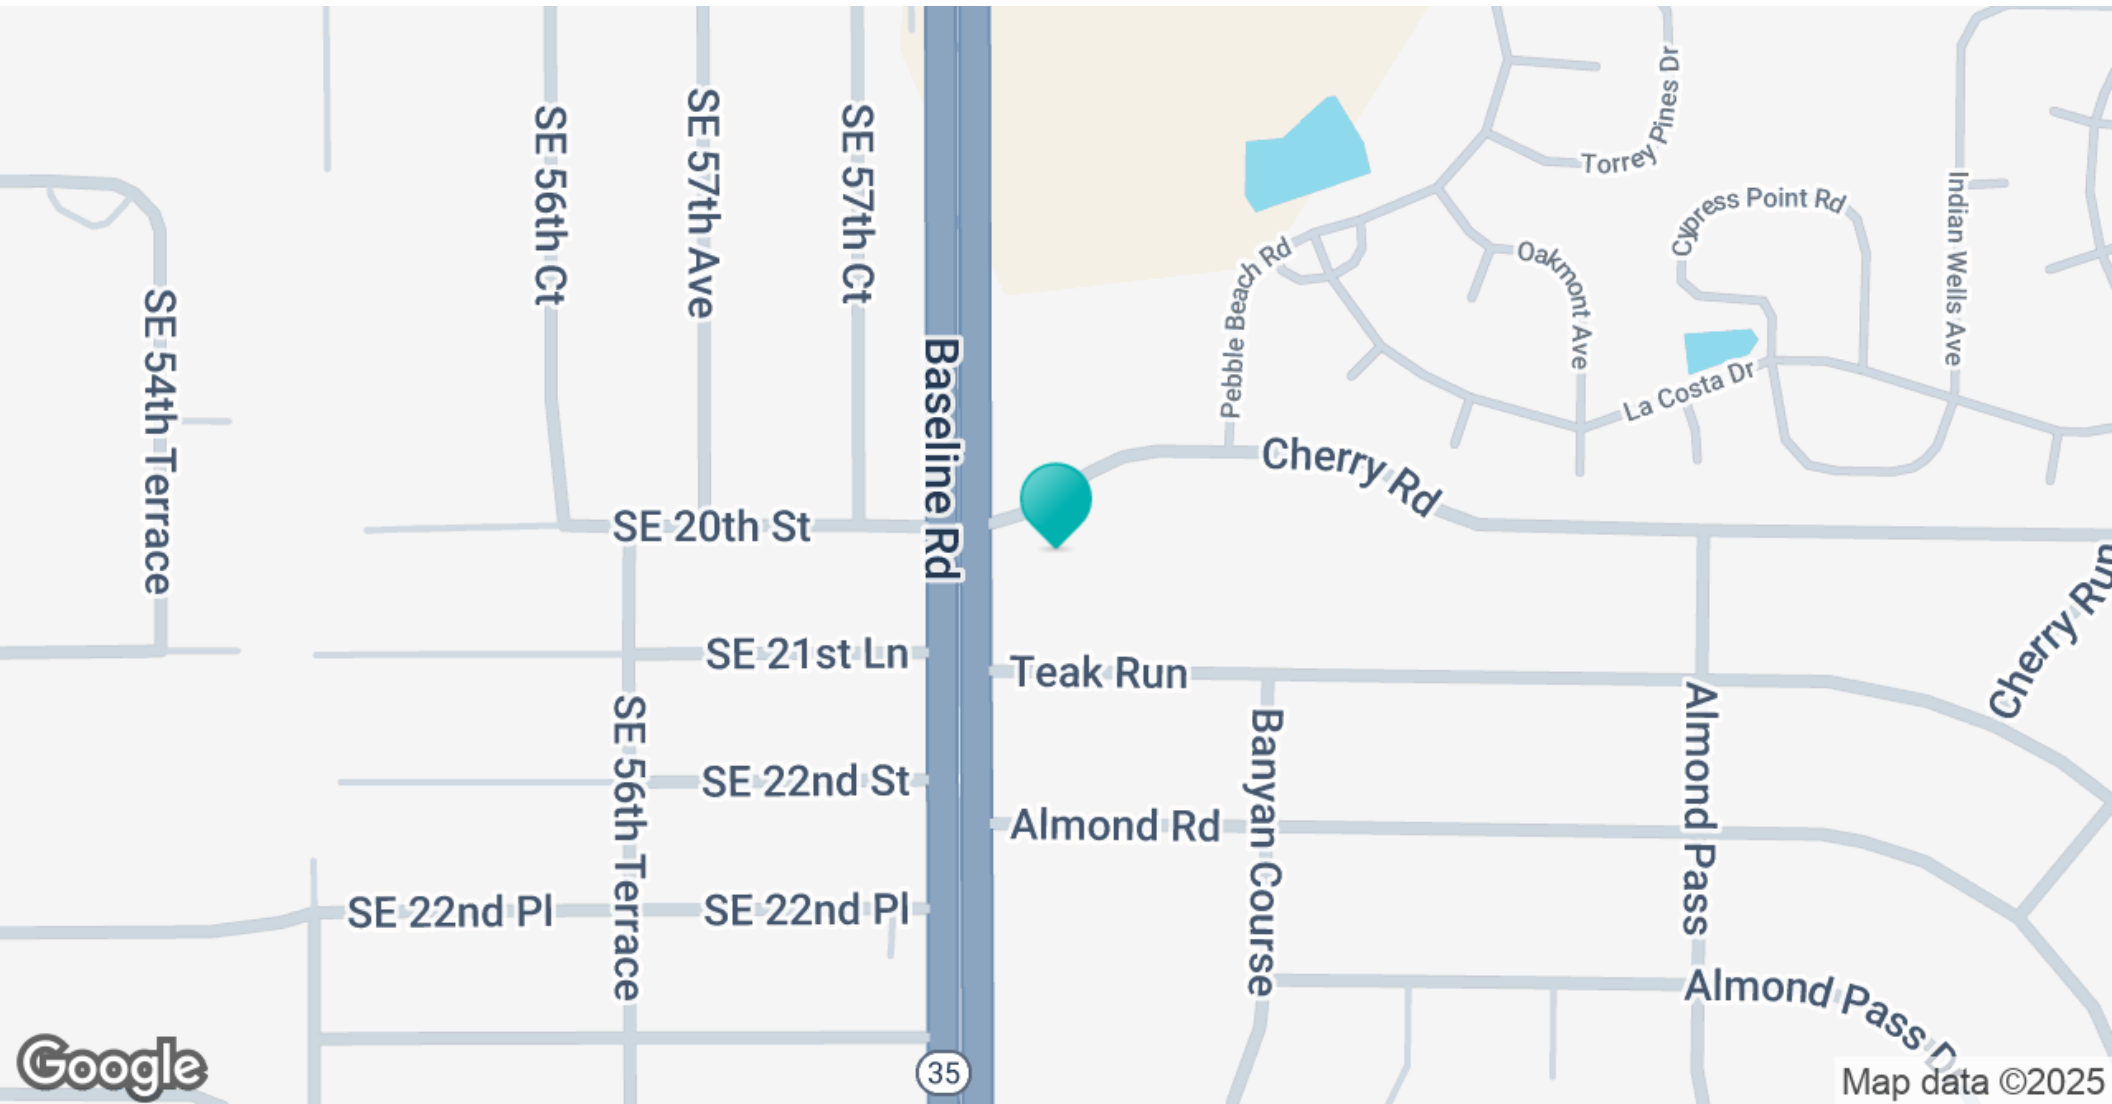 SE 56th Ct
SE 57th Ave
SE 57th Ct
Torrey Pines Dr
Cypress Point Rd
Indian Wells Ave
Oakmont Ave
Pebble Beach Rd
SE 54th Terrace
Baseline Rd
La Costa Dr
Cherry Rd
SE 20th St
Cherry Run
SE 21st Ln
Teak Run
SE 56th Terrace
Banyan Course
Almond Pass
SE 22nd St
Almond Rd
SE 22nd Pl
SE 22nd Pl
Almond Pass D
35
Google
Map data ©2025